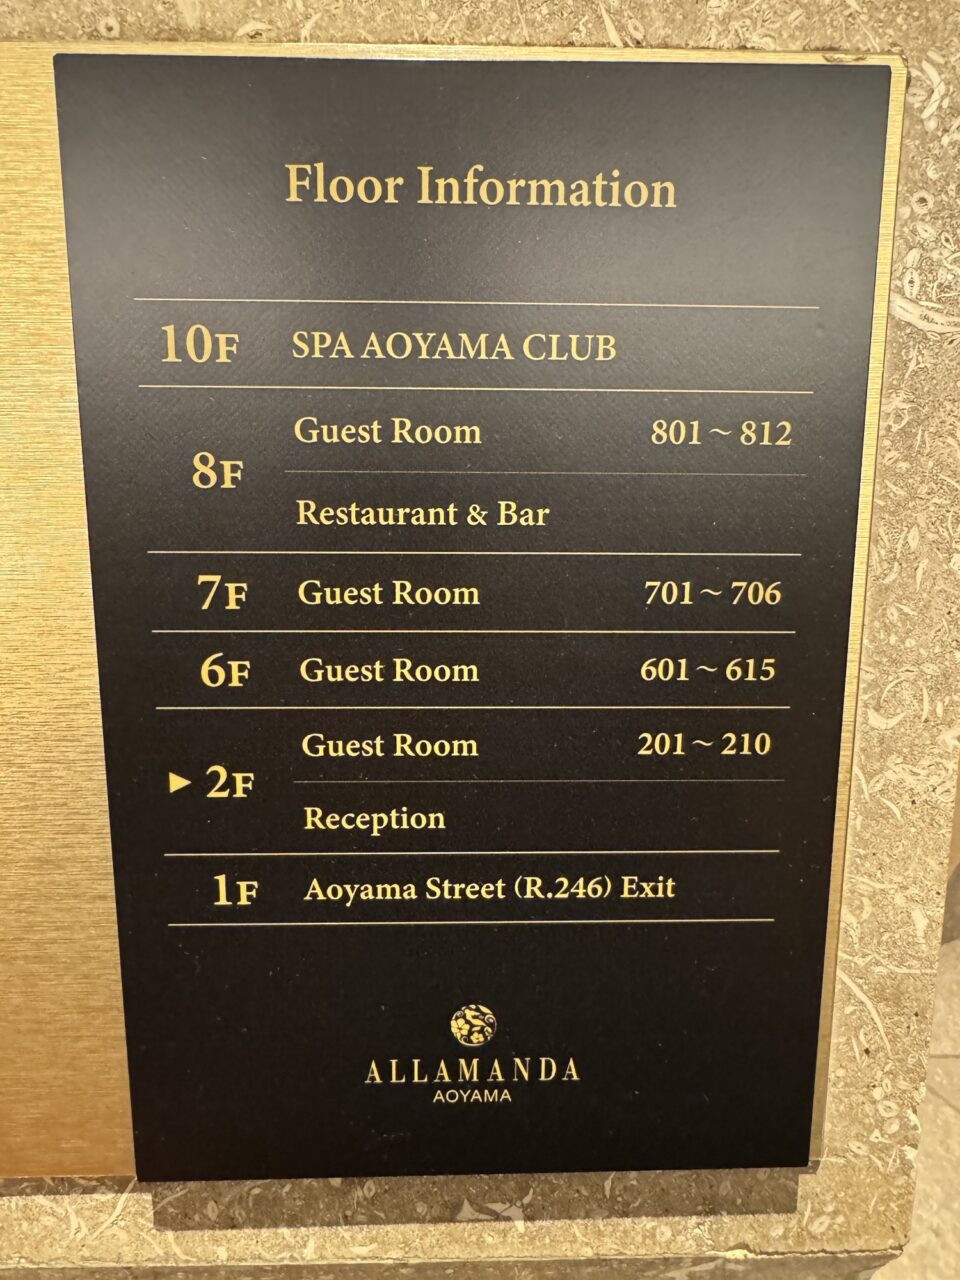 Floor Information
10F SPA AOYAMA CLUB
8F Guest Room 801~812
Restaurant & Bar
7F Guest Room 701~706
6F Guest Room 601~615
▶ 2F Guest Room 201~210
Reception
1F Aoyama Street (R.246) Exit
ALLAMANDA
AOYAMA